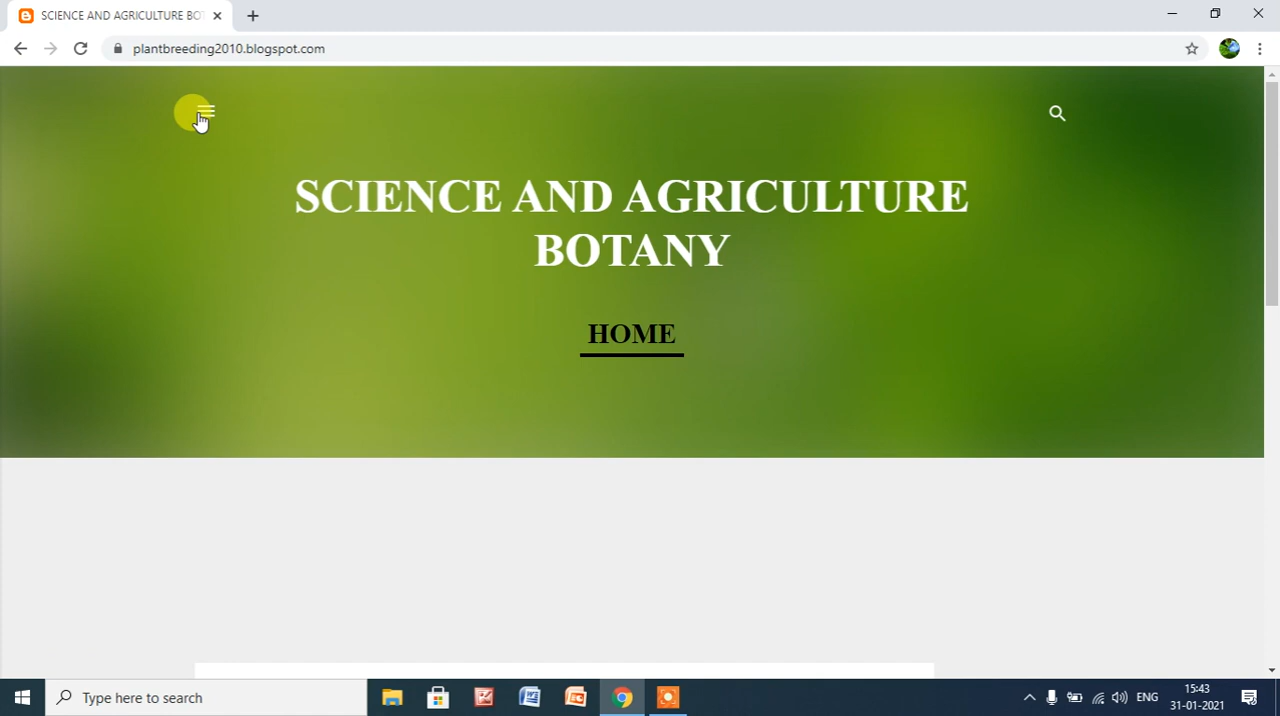 SCIENCE AND AGRICULTURE BOT
plantbreeding2010.blogspot.com
SCIENCE AND AGRICULTURE
BOTANY
HOME
Type here to search
ENG
15:43
31-01-2021